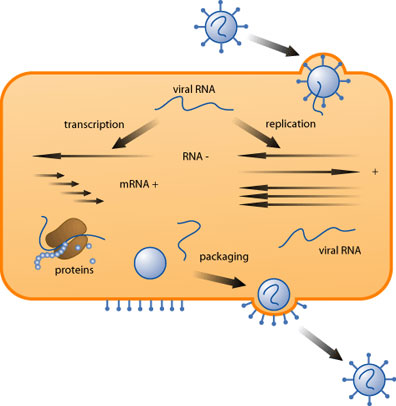 viral RNA
transcription
replication
RNA -
+
mRNA +
viral RNA
packaging
proteins